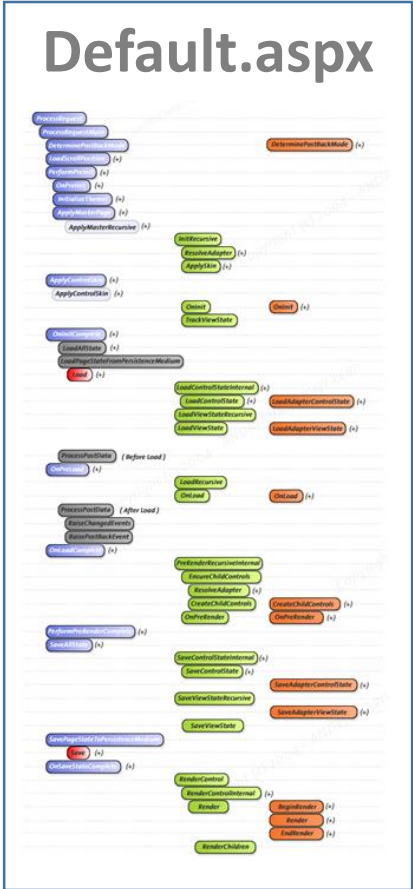 Default.aspx
ProcessRequest
ProcessRequestMain
DeterminePostBackMode DeterminePostBackMode (+)
LoadScrollPosition (+)
PerformPreInit (+)
OnPreInit (+)
InitializeThemes (+)
ApplyMasterPage (+)
ApplyMasterRecursive (+)
InitRecursive
ResolveAdapter (+)
ApplySkin (+)
ApplyControlSkin (+)
ApplyControlSkin (+)
OnInit (+) OnInit (+)
TrackViewState
OnInitComplete (+)
LoadAllState (+)
LoadPageStateFromPersistenceMedium
Load (+)
LoadControlStateInternal (+)
LoadControlState (+) LoadAdapterControlState (+)
LoadViewStateRecursive
LoadViewState LoadAdapterViewState (+)
ProcessPostData ( Before Load )
OnPreLoad (+)
LoadRecursive
OnLoad OnLoad (+)
ProcessPostData ( After Load )
RaiseChangedEvents
RaisePostBackEvent
OnLoadComplete (+)
PreRenderRecursiveInternal
EnsureChildControls
ResolveAdapter (+)
CreateChildControls CreateChildControls (+)
OnPreRender OnPreRender (+)
PerformPreRenderComplete (+)
SaveAllState (+)
SaveControlStateInternal (+)
SaveControlState (+)
SaveAdapterControlState (+)
SaveViewStateRecursive
SaveAdapterViewState (+)
SaveViewState
SavePageStateToPersistenceMedium
Save (+)
OnSaveStateComplete (+)
RenderControl
RenderControlInternal (+)
Render BeginRender (+)
Render (+)
EndRender (+)
RenderChildren